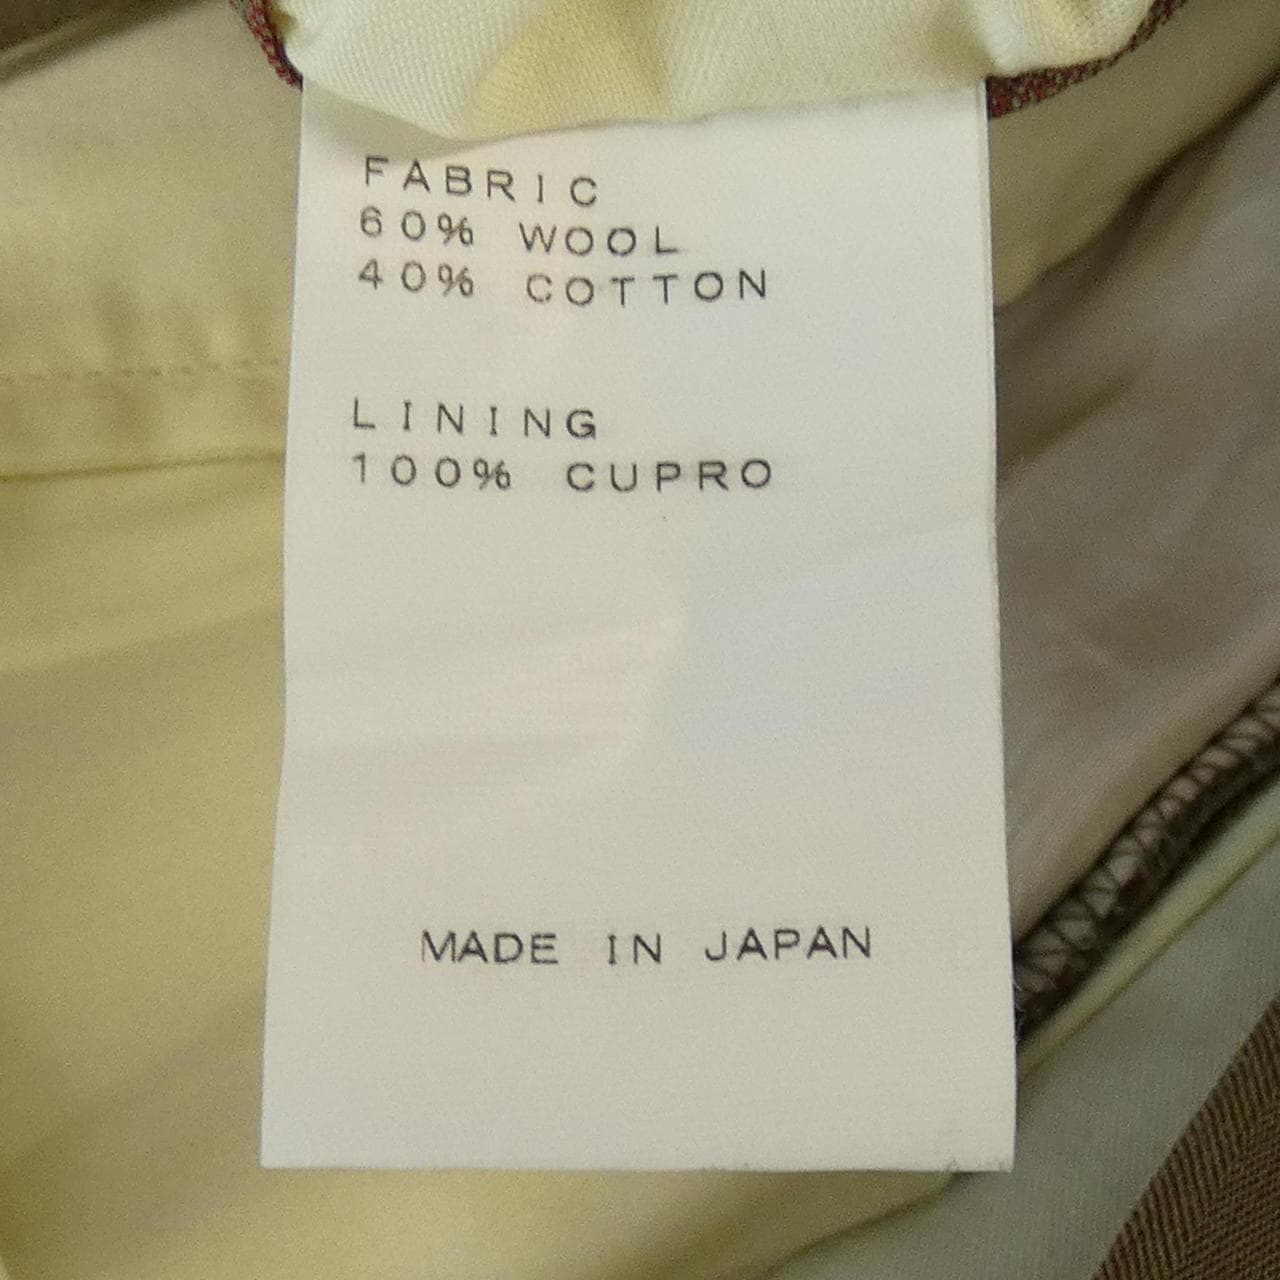 FABRIC
60% WOOL
40% COTTON
LINING
100% CUPRO
MADE IN JAPAN